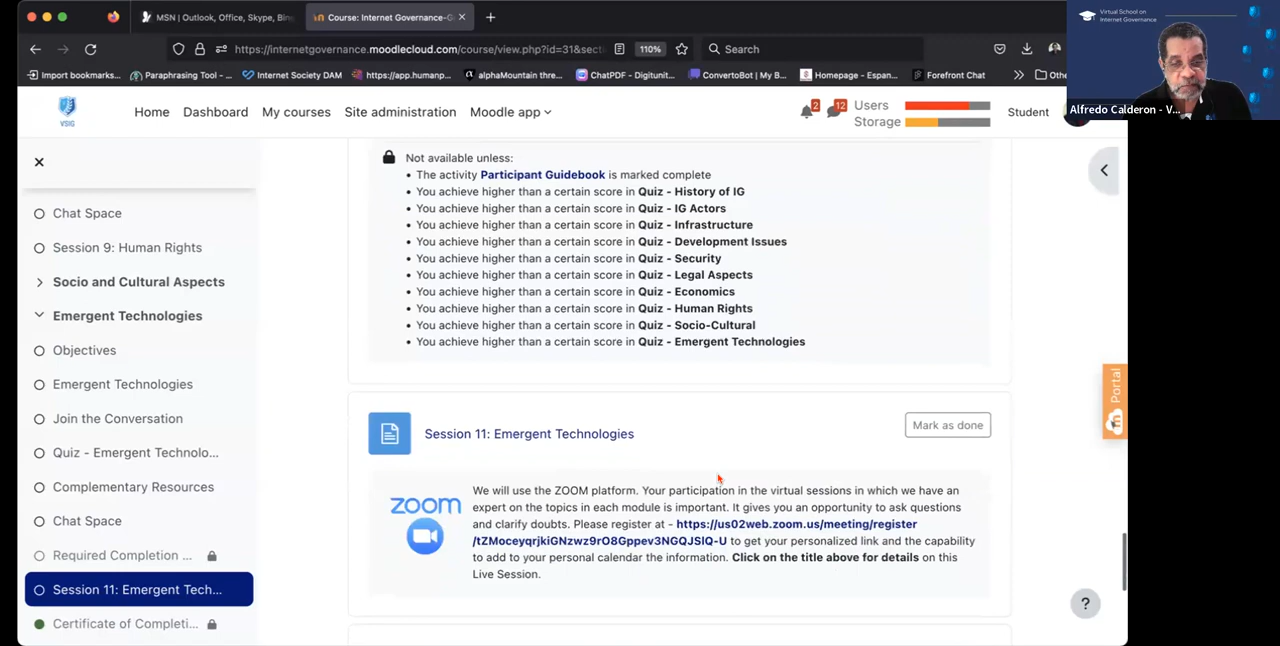 MSN | Outlook, Office, Skype, Bin
Course: Internet Governance-G
https://internetgovernance.moodlecloud.com/course/view.php?id=31&sect
110%
Search
Import bookmarks...
Paraphrasing Tool - ...
Internet Society DAM
https://app.humanp...
alphaMountain thre...
ChatPDF - Digitunit...
ConvertoBot | My B...
Homepage - Espan...
Forefront Chat
Othe
Virtual School on
Internet Governance
Alfredo Calderon - V...
VSIG
Home
Dashboard
My courses
Site administration
Moodle app
2
12
Users
Storage
Student
Chat Space
Session 9: Human Rights
Socio and Cultural Aspects
Emergent Technologies
Objectives
Emergent Technologies
Join the Conversation
Quiz - Emergent Technolo...
Complementary Resources
Chat Space
Required Completion ...
Session 11: Emergent Tech...
Certificate of Completi...
Not available unless:
• The activity Participant Guidebook is marked complete
• You achieve higher than a certain score in Quiz - History of IG
• You achieve higher than a certain score in Quiz - IG Actors
• You achieve higher than a certain score in Quiz - Infrastructure
• You achieve higher than a certain score in Quiz - Development Issues
• You achieve higher than a certain score in Quiz - Security
• You achieve higher than a certain score in Quiz - Legal Aspects
• You achieve higher than a certain score in Quiz - Economics
• You achieve higher than a certain score in Quiz - Human Rights
• You achieve higher than a certain score in Quiz - Socio-Cultural
• You achieve higher than a certain score in Quiz - Emergent Technologies
Session 11: Emergent Technologies
Mark as done
zoom
We will use the ZOOM platform. Your participation in the virtual sessions in which we have an
expert on the topics in each module is important. It gives you an opportunity to ask questions
and clarify doubts. Please register at - https://us02web.zoom.us/meeting/register
/tZMoceyqrjkiGNzwz9rO8Gppev3NGQJSIQ-U to get your personalized link and the capability
to add to your personal calendar the information. Click on the title above for details on this
Live Session.
Portal
?